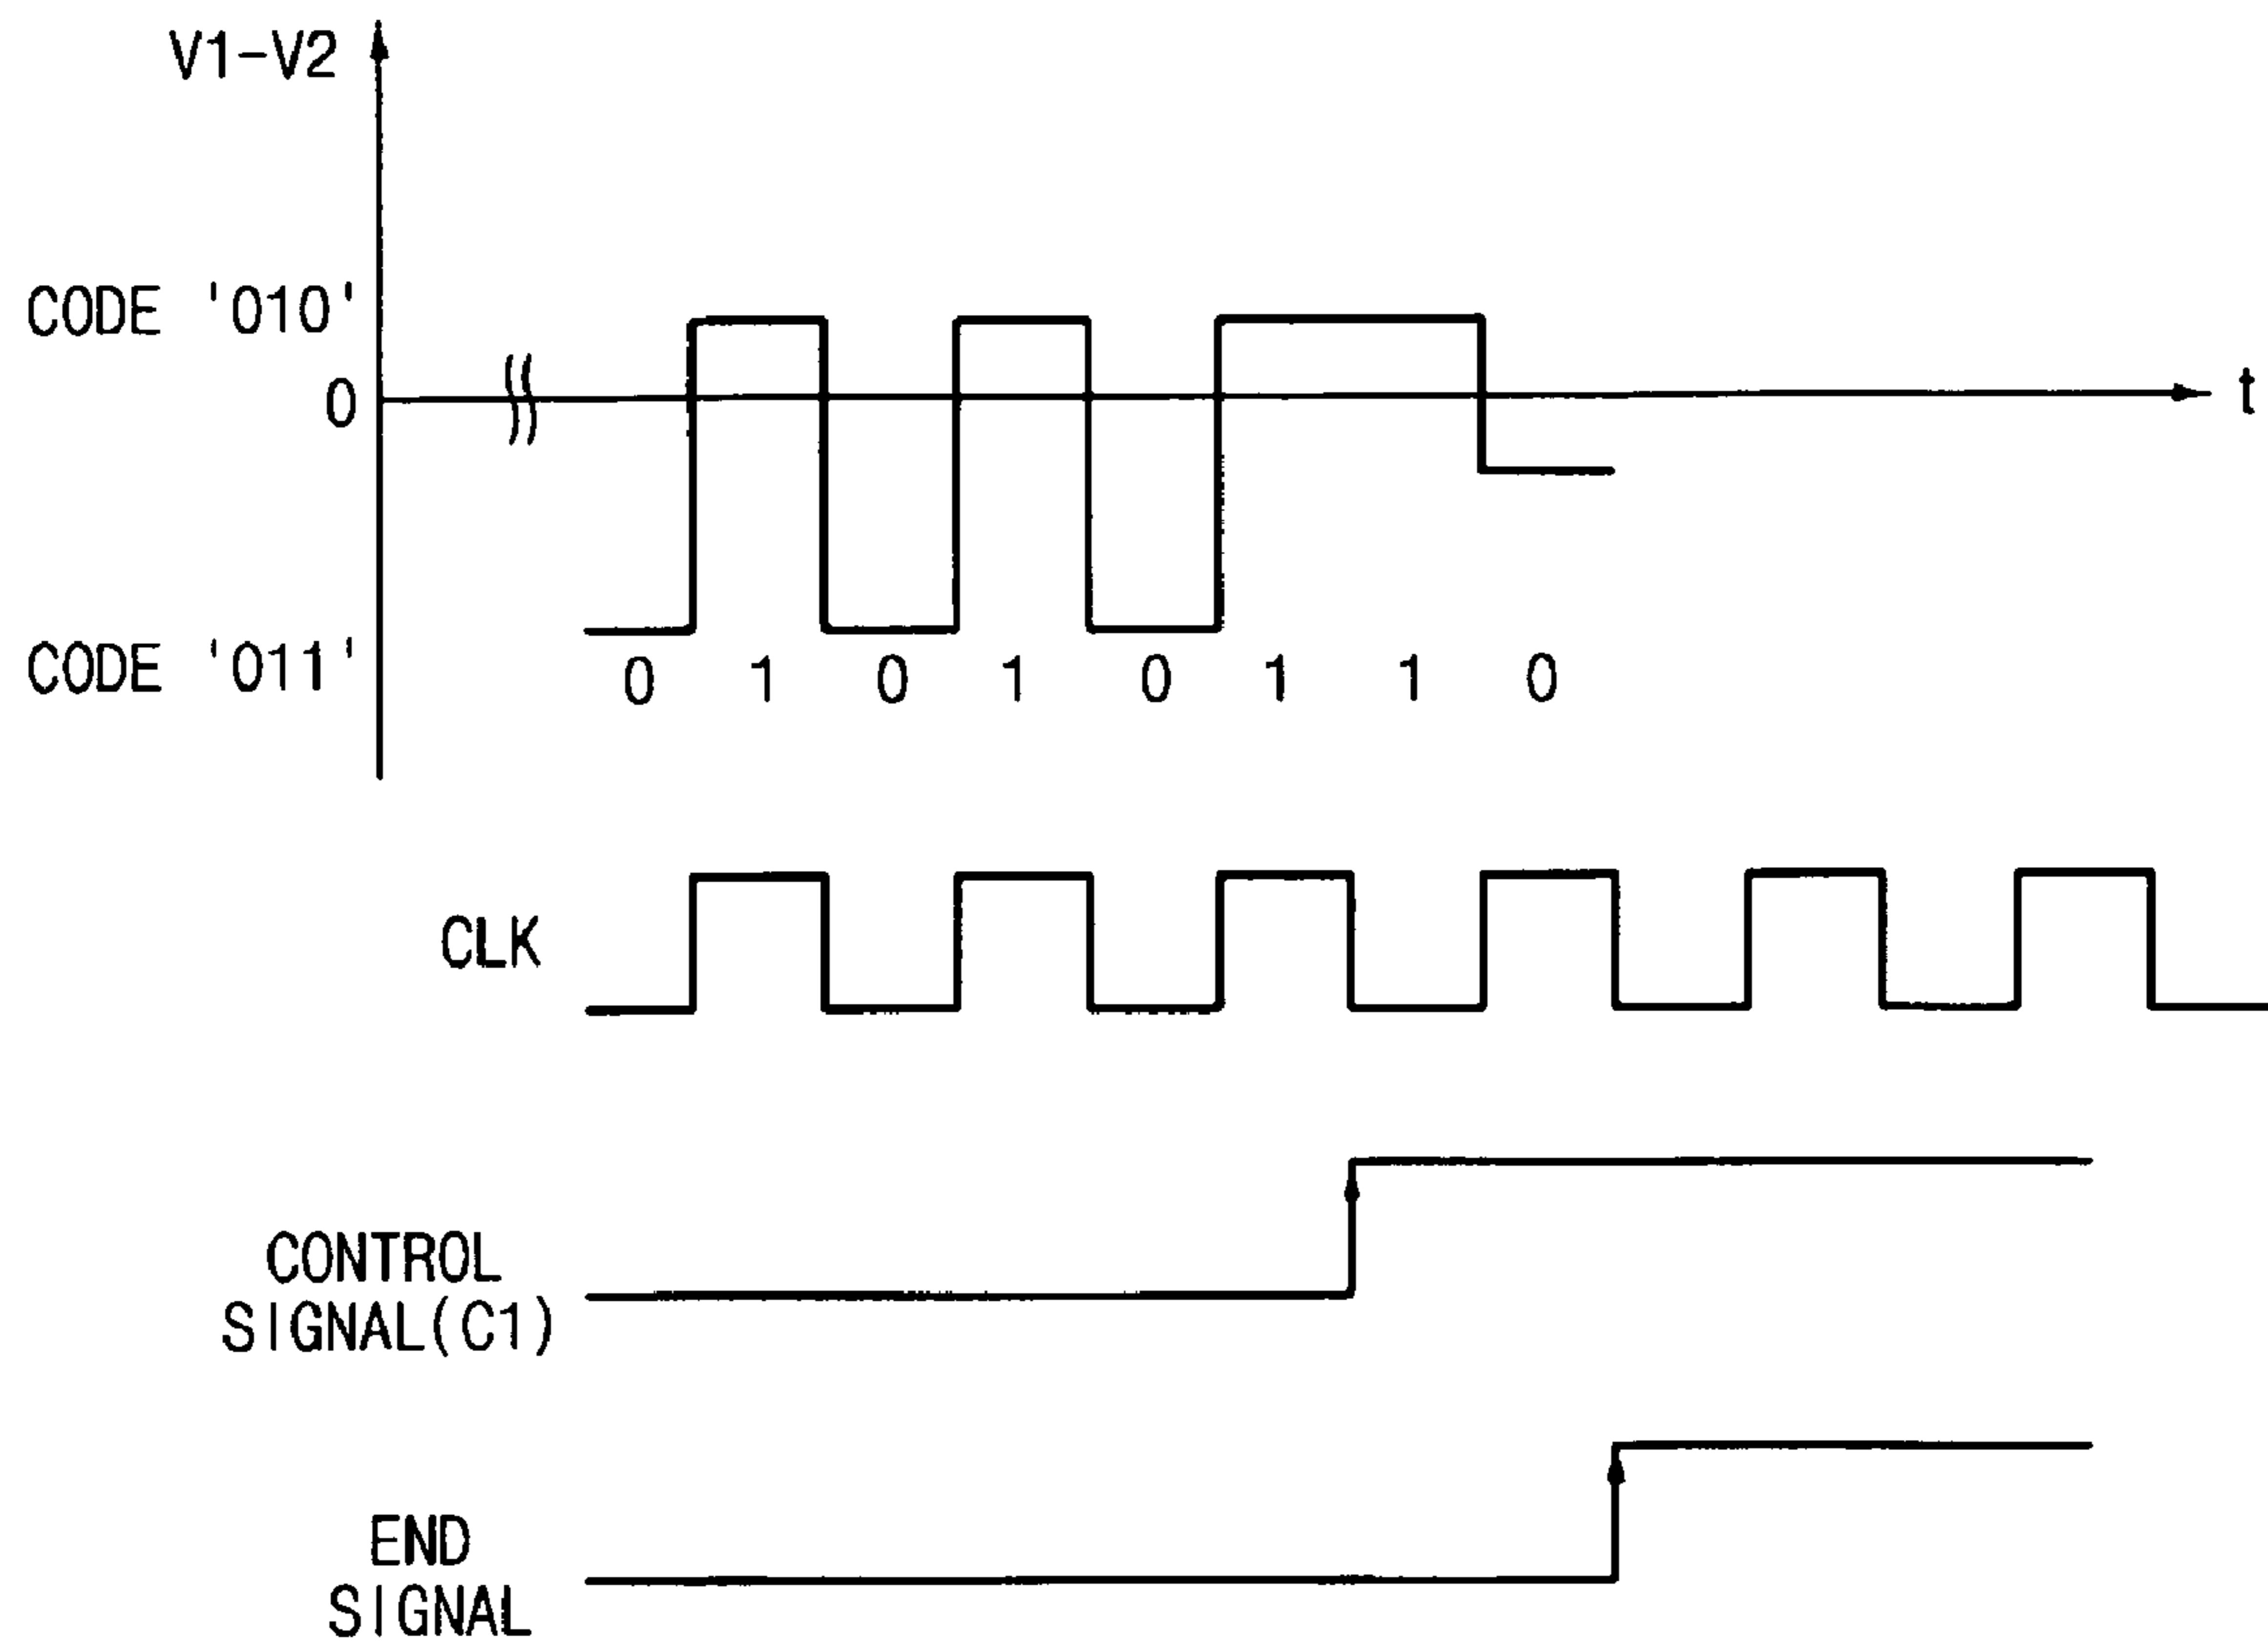 V1-V2
CODE '010'
0
t
CODE '011'
0 1 0 1 0 1 1 0
CLK
CONTROL
SIGNAL(C1)
END
SIGNAL